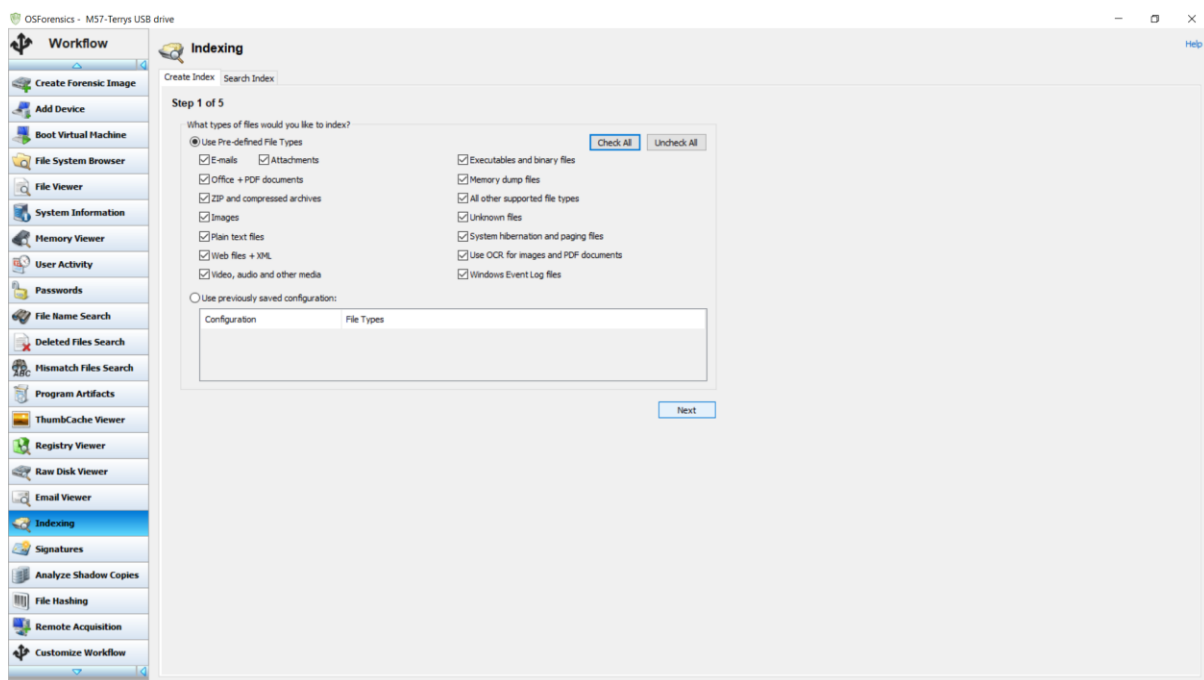 OSForensics - M57-Terrys USB drive
Workflow
Create Forensic Image
Add Device
Boot Virtual Machine
File System Browser
File Viewer
System Information
Memory Viewer
User Activity
Passwords
File Name Search
Deleted Files Search
Mismatch Files Search
Program Artifacts
ThumbCache Viewer
Registry Viewer
Raw Disk Viewer
Email Viewer
Indexing
Signatures
Analyze Shadow Copies
File Hashing
Remote Acquisition
Customize Workflow
Indexing
Help
Create Index Search Index
Step 1 of 5
What types of files would you like to index?
Use Pre-defined File Types
Check All Uncheck All
E-mails Attachments
Office + PDF documents
ZIP and compressed archives
Images
Plain text files
Web files + XML
Video, audio and other media
Executables and binary files
Memory dump files
All other supported file types
Unknown files
System hibernation and paging files
Use OCR for images and PDF documents
Windows Event Log files
Use previously saved configuration:
Configuration File Types
Next